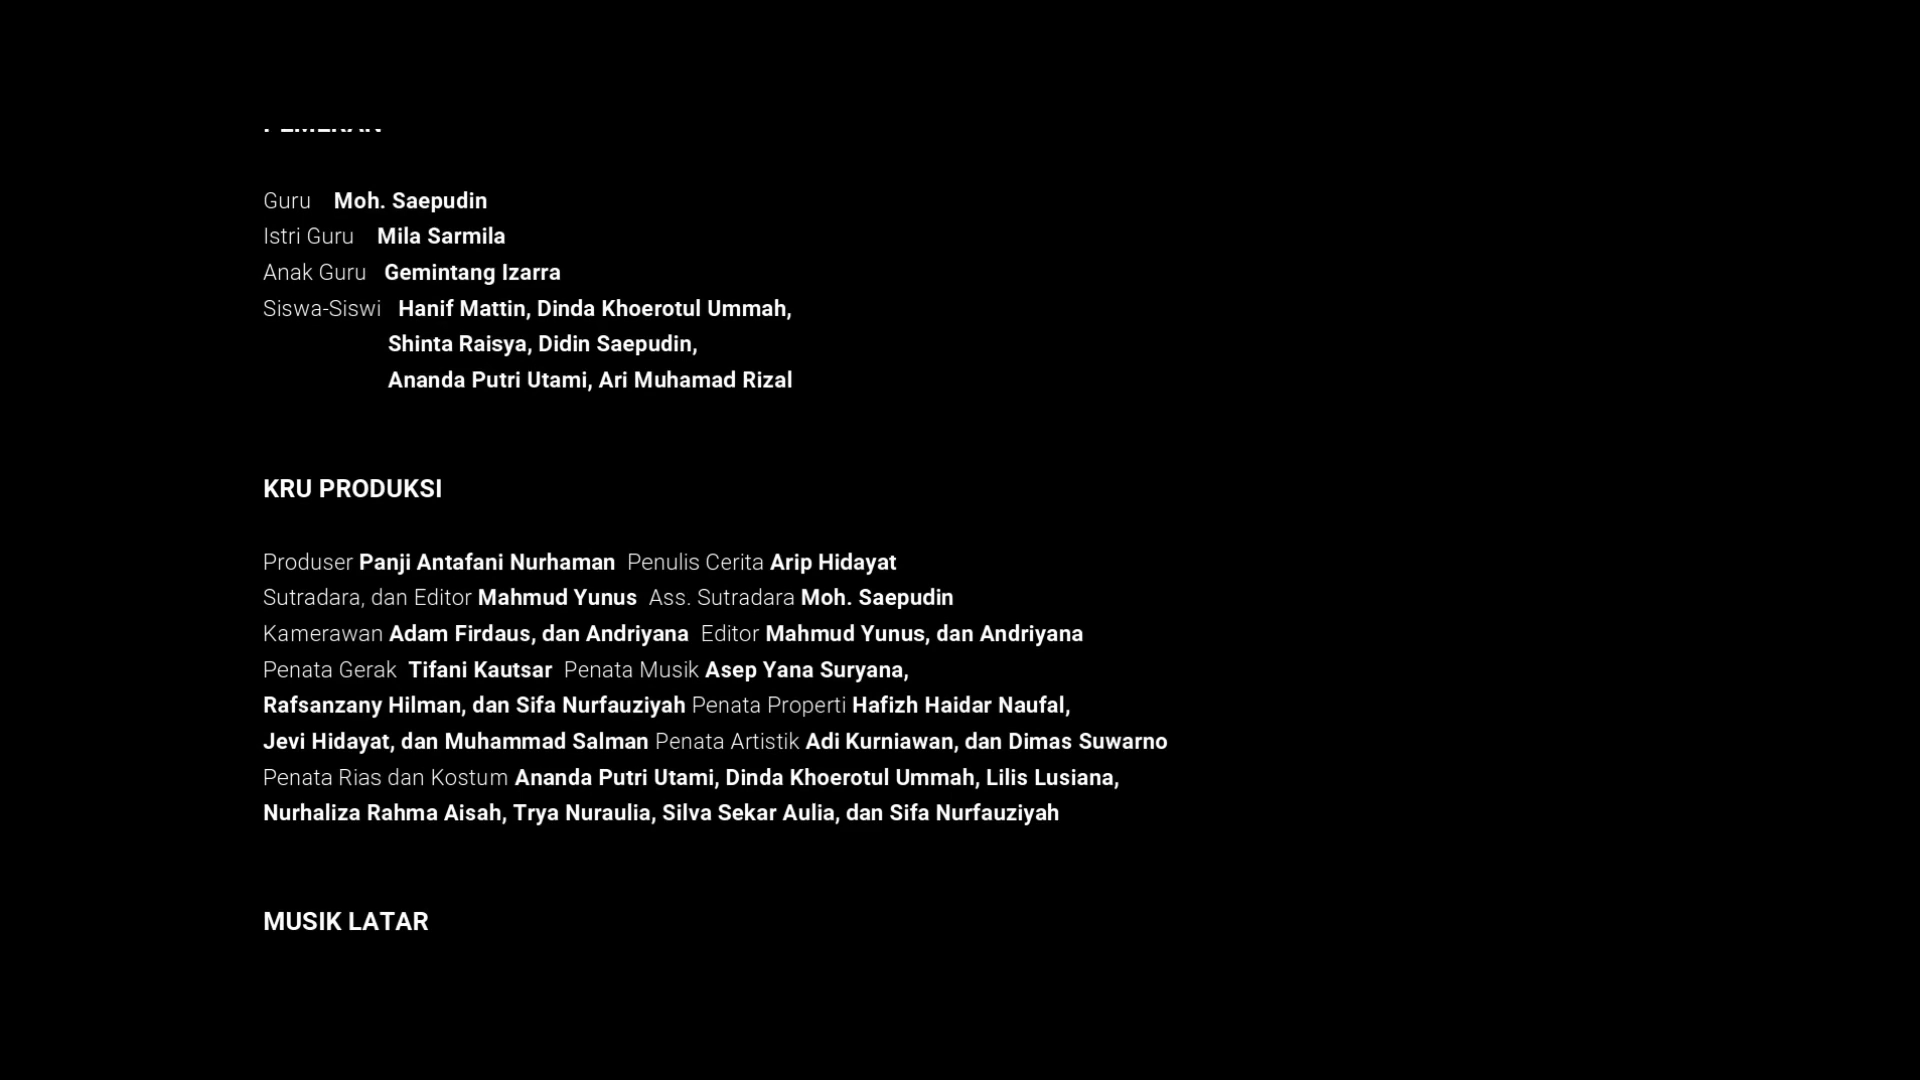 PEMERAN
Guru Moh. Saepudin
Istri Guru Mila Sarmila
Anak Guru Gemintang Izarra
Siswa-Siswi Hanif Mattin, Dinda Khoerotul Ummah,
Shinta Raisya, Didin Saepudin,
Ananda Putri Utami, Ari Muhamad Rizal
KRU PRODUKSI
Produser Panji Antafani Nurhaman Penulis Cerita Arip Hidayat
Sutradara, dan Editor Mahmud Yunus Ass. Sutradara Moh. Saepudin
Kamerawan Adam Firdaus, dan Andriyana Editor Mahmud Yunus, dan Andriyana
Penata Gerak Tifani Kautsar Penata Musik Asep Yana Suryana,
Rafsanzany Hilman, dan Sifa Nurfauziyah Penata Properti Hafizh Haidar Naufal,
Jevi Hidayat, dan Muhammad Salman Penata Artistik Adi Kurniawan, dan Dimas Suwarno
Penata Rias dan Kostum Ananda Putri Utami, Dinda Khoerotul Ummah, Lilis Lusiana,
Nurhaliza Rahma Aisah, Trya Nuraulia, Silva Sekar Aulia, dan Sifa Nurfauziyah
MUSIK LATAR